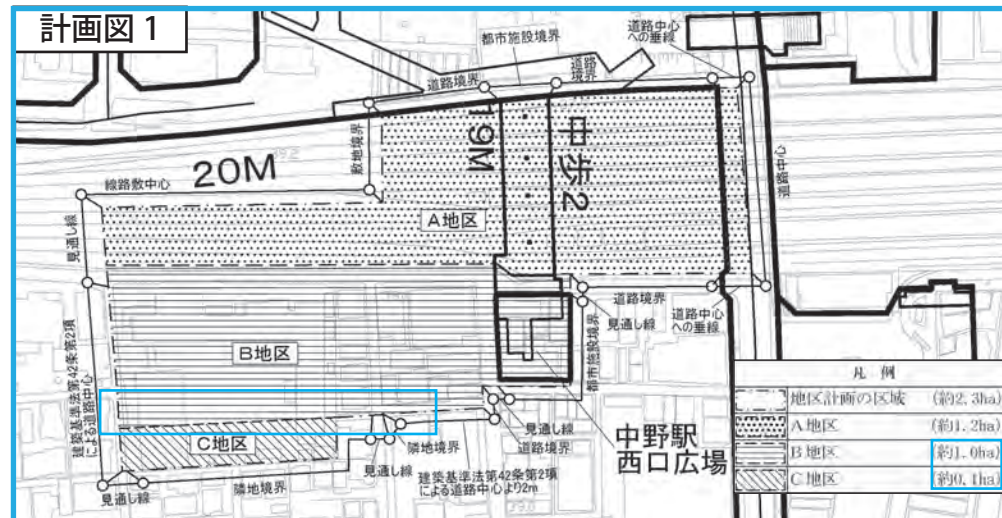 計画図 1
都市施設境界
道路中心
への垂線
道路境界
道路
境界
敷地境界
19M
中歩2
20M
39.2
線路敷中心
道路中心
A地区
見通し線
道路境界
見通し線
道路中心
への垂線
都市施設境界
B地区
建築基準法第42条第2項
による道路中心
C地区
隣地境界
見通し線
道路境界
見通し線
建築基準法第42条第2項
による道路中心より2m
隣地境界
見通し線
中野駅
西口広場
39.8
凡例
地区計画の区域 (約2.3ha)
A地区 (約1.2ha)
B地区 (約1.0ha)
C地区 (約0.1ha)